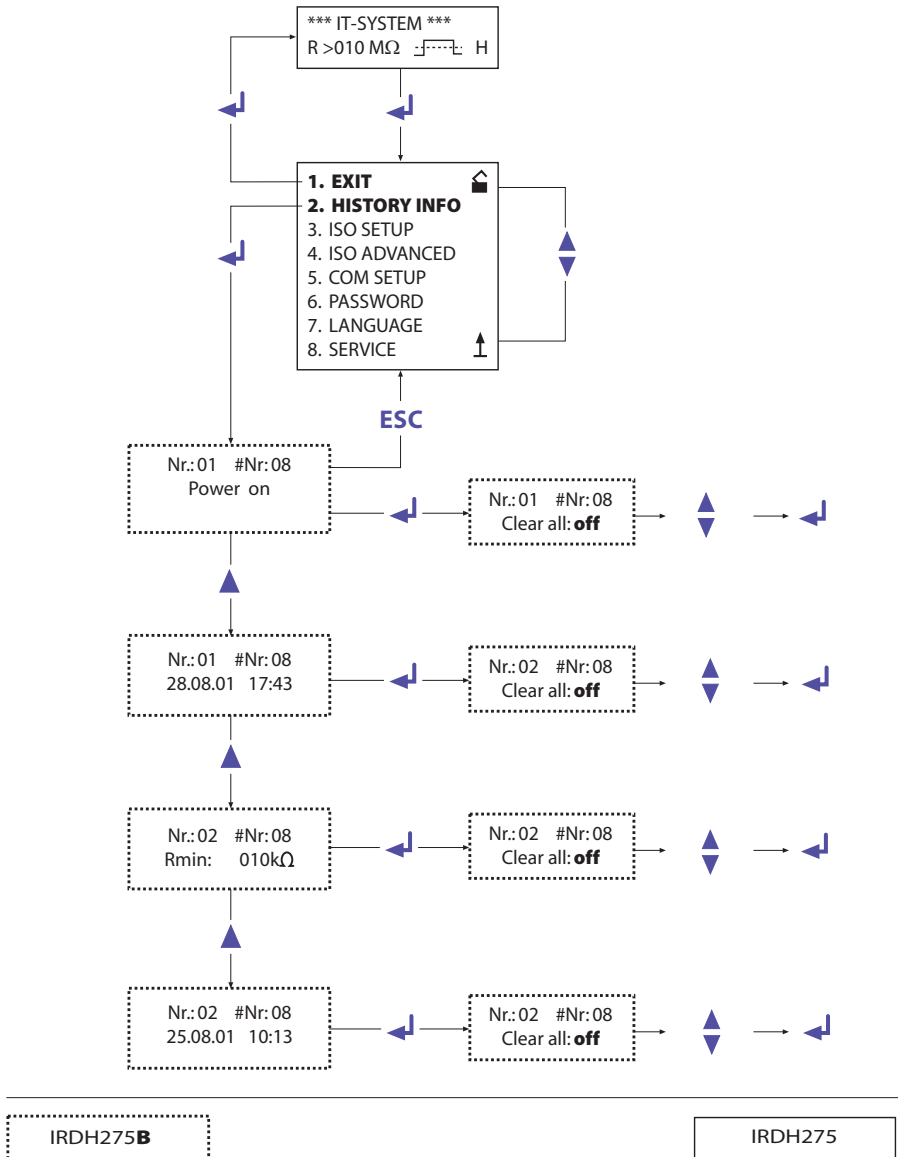 *** IT-SYSTEM ***
R >010 MΩ H
1. EXIT
2. HISTORY INFO
3. ISO SETUP
4. ISO ADVANCED
5. COM SETUP
6. PASSWORD
7. LANGUAGE
8. SERVICE
ESC
Nr.: 01 #Nr: 08
Power on
Nr.: 01 #Nr: 08
Clear all: off
Nr.: 01 #Nr: 08
28.08.01 17:43
Nr.: 02 #Nr: 08
Clear all: off
Nr.: 02 #Nr: 08
Rmin: 010kΩ
Nr.: 02 #Nr: 08
Clear all: off
Nr.: 02 #Nr: 08
25.08.01 10:13
Nr.: 02 #Nr: 08
Clear all: off
IRDH275B
IRDH275